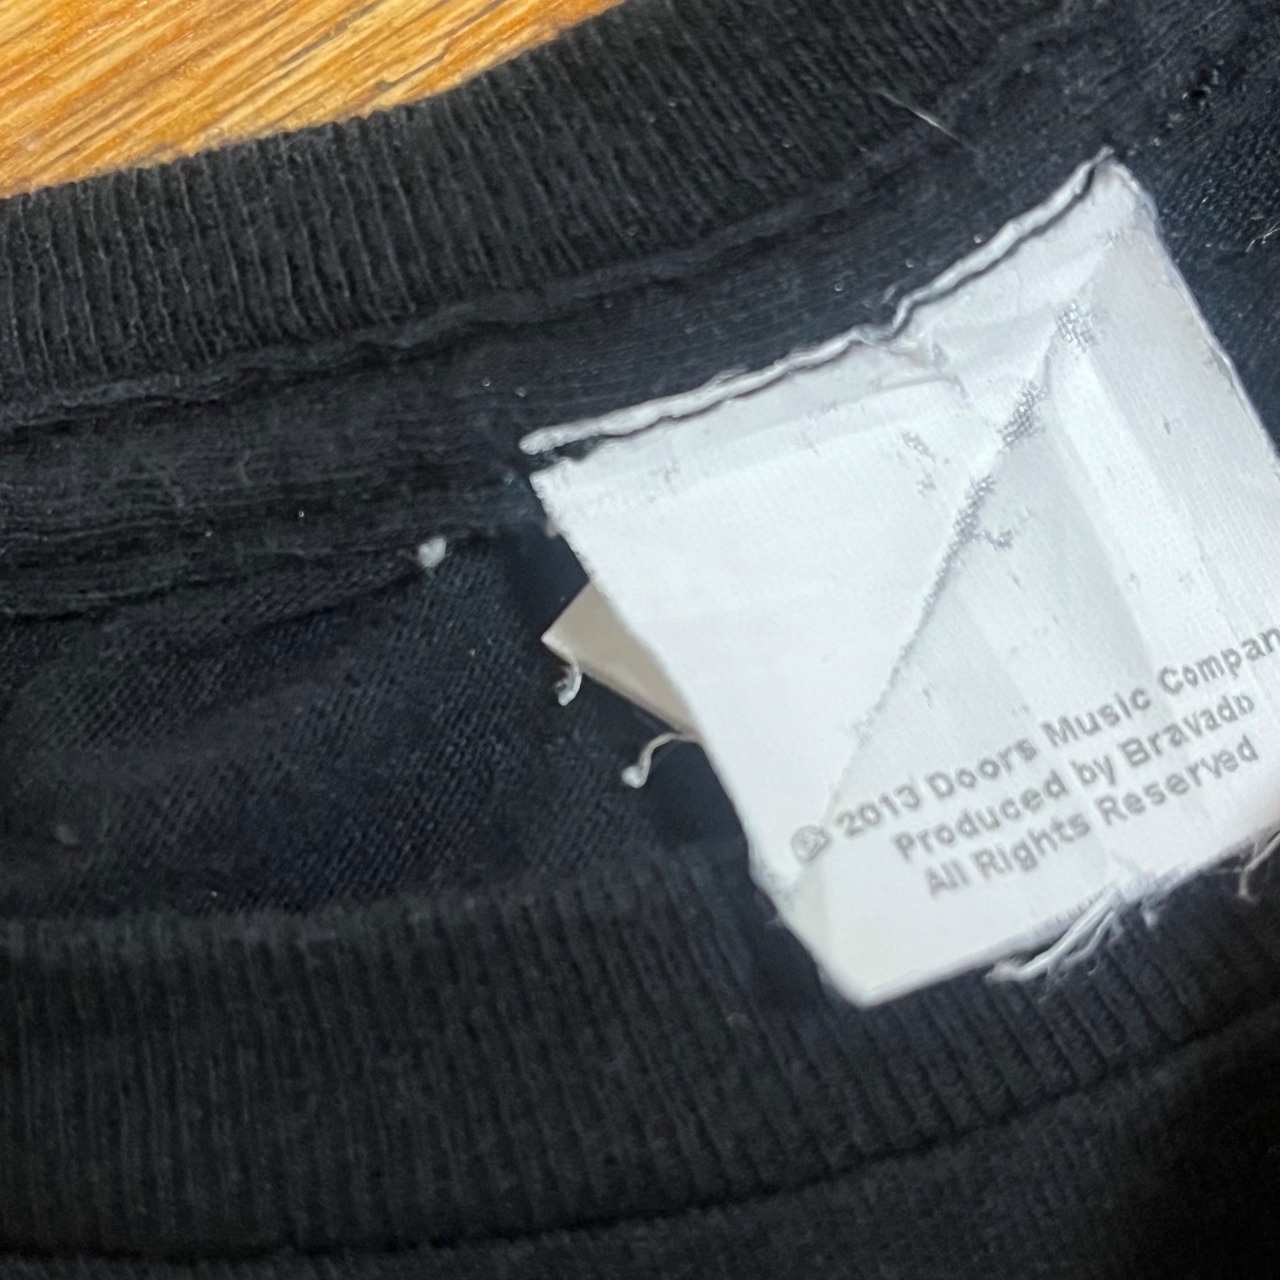 © 2013 Doors Music Compan
Produced by Bravado
All Rights Reserved